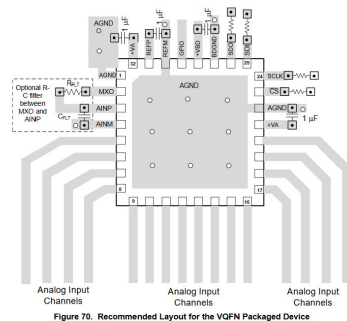 AGND
1 µF
1 µF
+VA
REFP
REFM
GPIO
+VBD
BDGND
SDO
SDI
32
25
AGND
1
24
SCLK
Optional R-
C filter
between
MXO and
AINP
RFLT
MXO
AGND
CS
AINP
AGND
CFLT
AINM
+VA
1 µF
8
17
9
16
Analog Input
Channels
Analog Input
Channels
Analog Input
Channels
Figure 70. Recommended Layout for the VQFN Packaged Device